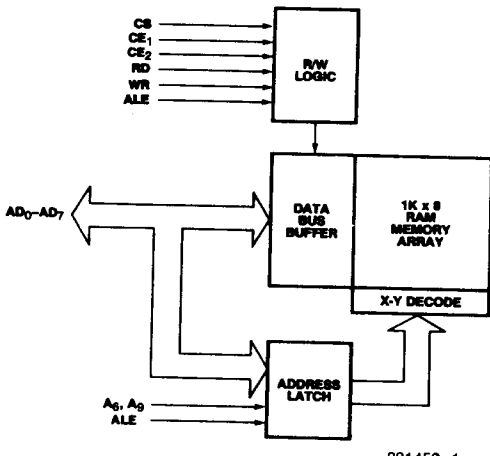 CS
CE1
CE2
RD
WR
ALE
R/W
LOGIC
AD0–AD7
DATA
BUS
BUFFER
1K x 8
RAM
MEMORY
ARRAY
X-Y DECODE
ADDRESS
LATCH
A8, A9
ALE